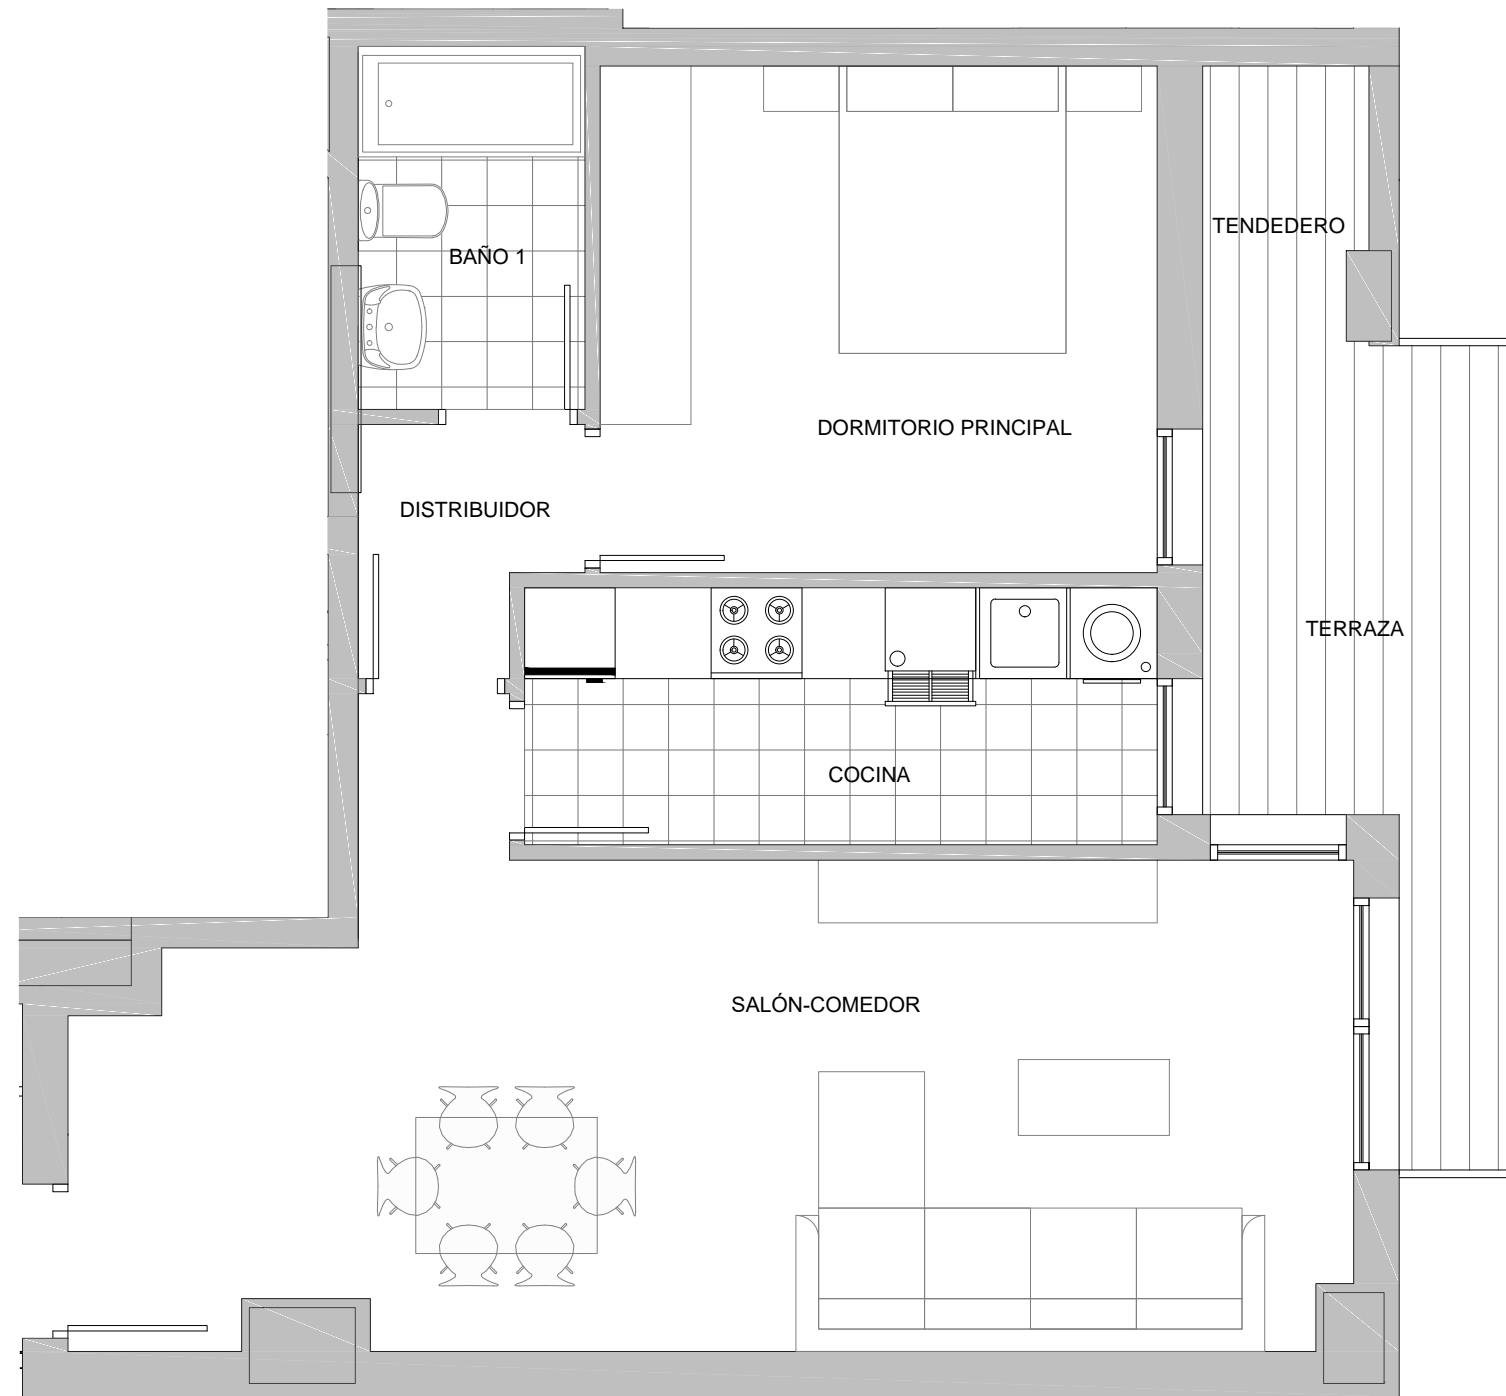 TENDEDERO
BAÑO 1
DORMITORIO PRINCIPAL
DISTRIBUIDOR
TERRAZA
COCINA
SALÓN-COMEDOR